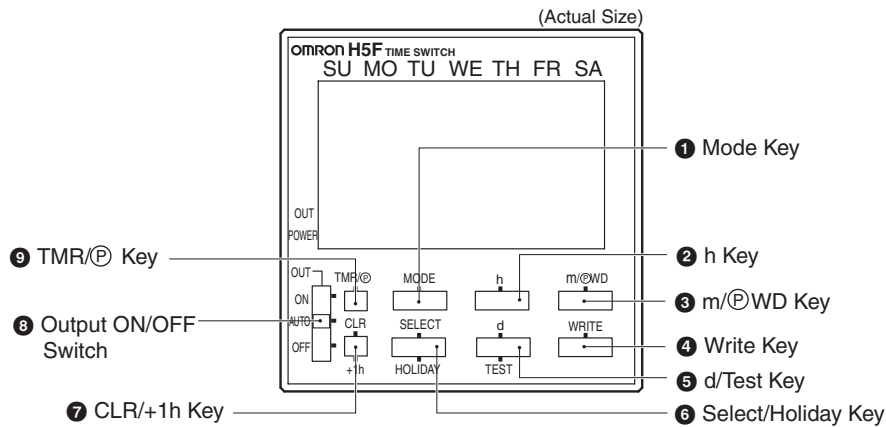 (Actual Size)
OMRON H5F TIME SWITCH
SU MO TU WE TH FR SA
❶ Mode Key
OUT
POWER
❾ TMR/Ⓟ Key
❷ h Key
OUT
TMR/Ⓟ
MODE
h
m/ⓅWD
ON
❸ m/ⓅWD Key
❽ Output ON/OFF
Switch
AUTO
CLR
SELECT
d
WRITE
❹ Write Key
OFF
+1h
HOLIDAY
TEST
❺ d/Test Key
❼ CLR/+1h Key
❻ Select/Holiday Key